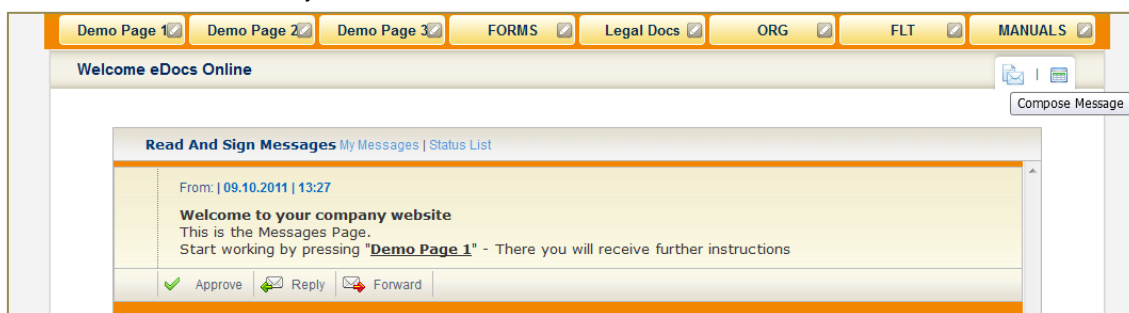 Demo Page 1 Demo Page 2 Demo Page 3 FORMS Legal Docs ORG FLT MANUALS
Welcome eDocs Online
|
Compose Message
Read And Sign Messages My Messages | Status List
From: | 09.10.2011 | 13:27
Welcome to your company website
This is the Messages Page.
Start working by pressing "Demo Page 1" - There you will receive further instructions
Approve Reply Forward